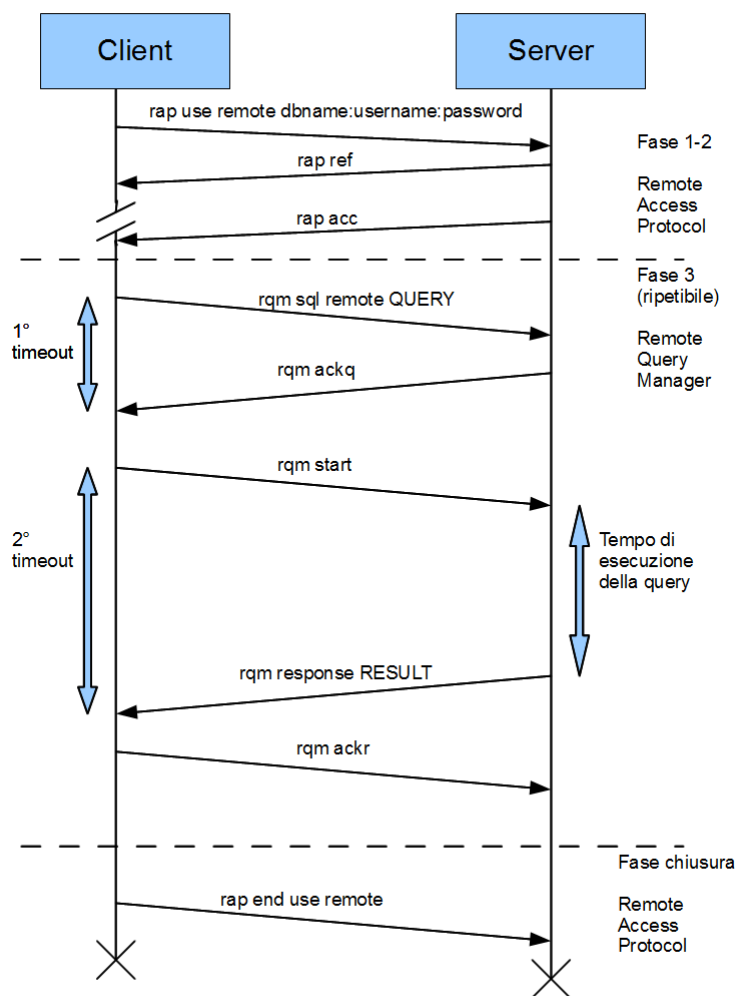 Client
Server
rap use remote dbname:username:password
Fase 1-2
rap ref
Remote
Access
Protocol
rap acc
Fase 3
(ripetibile)
rqm sql remote QUERY
1°
timeout
Remote
Query
Manager
rqm ackq
rqm start
2°
timeout
Tempo di
esecuzione
della query
rqm response RESULT
rqm ackr
Fase chiusura
rap end use remote
Remote
Access
Protocol